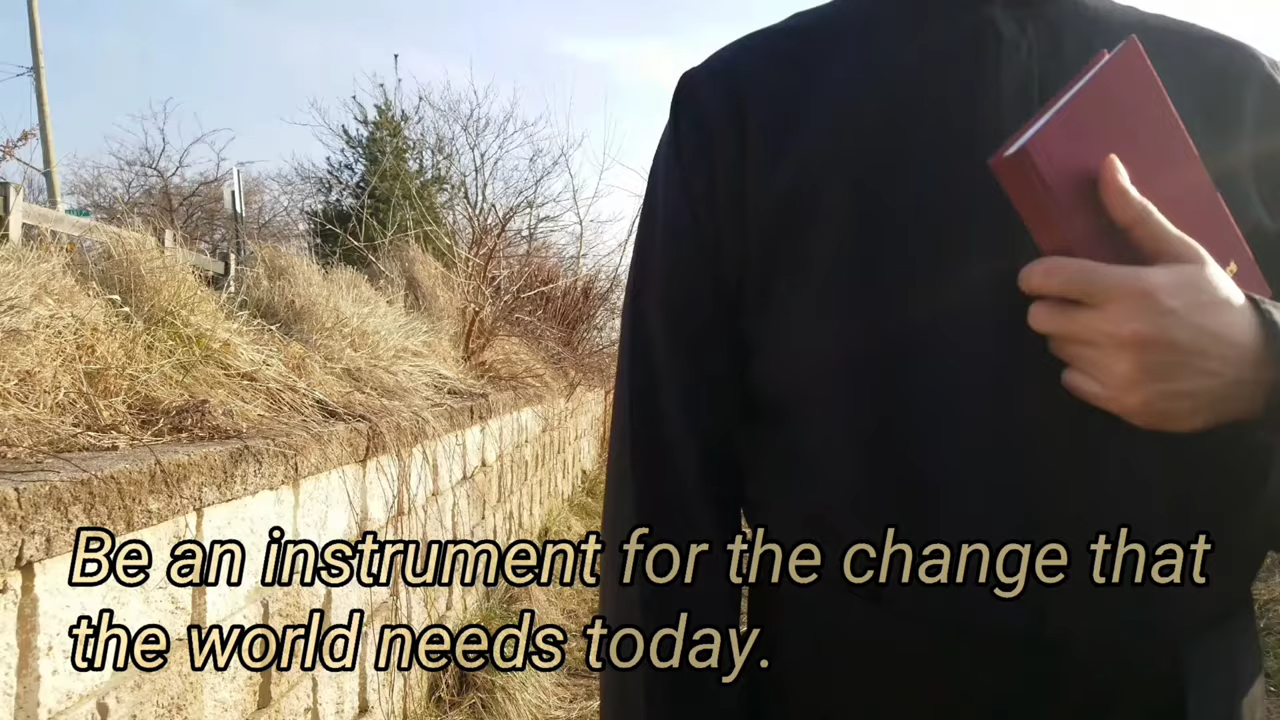 Be an instrument for the change that
the world needs today.